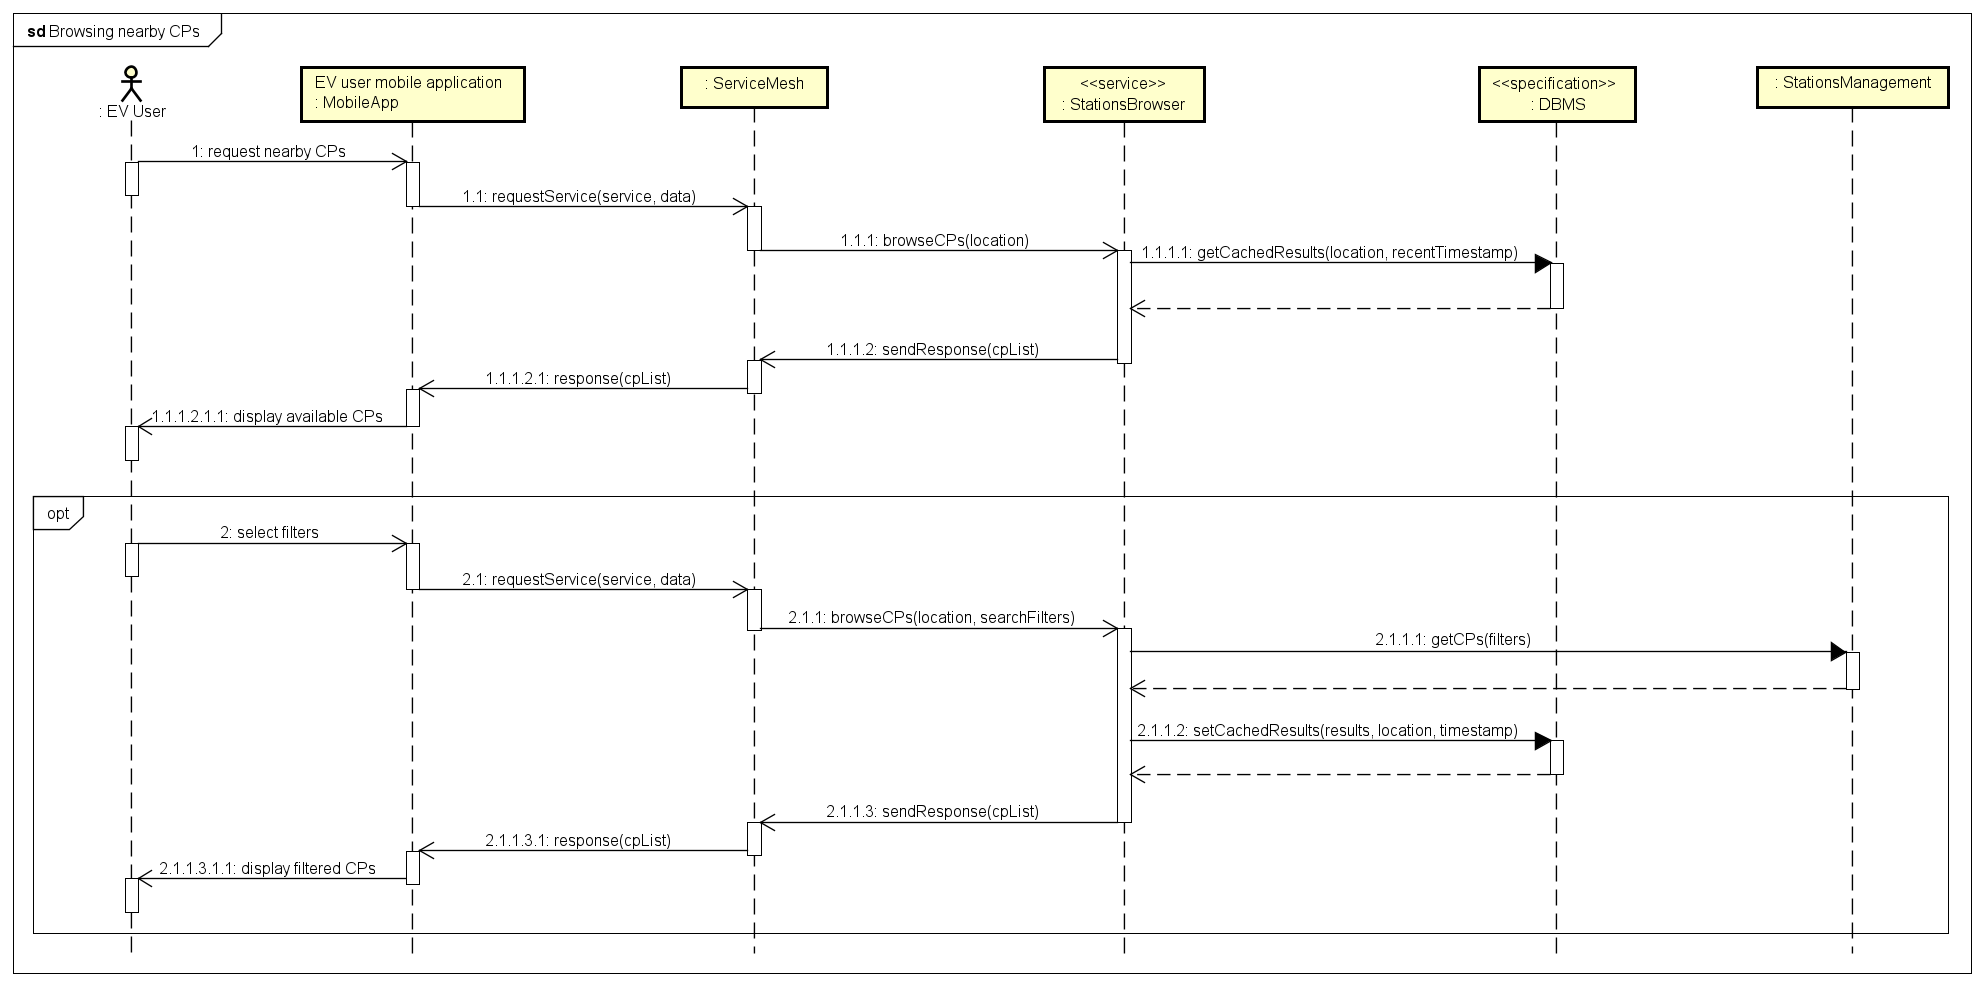 sd Browsing nearby CPs
: EV User
EV user mobile application
: MobileApp
: ServiceMesh
<<service>>
: StationsBrowser
<<specification>>
: DBMS
: StationsManagement
1: request nearby CPs
1.1: requestService(service, data)
1.1.1: browseCPs(location)
1.1.1.1: getCachedResults(location, recentTimestamp)
1.1.1.2: sendResponse(cpList)
1.1.1.2.1: response(cpList)
1.1.1.2.1.1: display available CPs
opt
2: select filters
2.1: requestService(service, data)
2.1.1: browseCPs(location, searchFilters)
2.1.1.1: getCPs(filters)
2.1.1.2: setCachedResults(results, location, timestamp)
2.1.1.3: sendResponse(cpList)
2.1.1.3.1: response(cpList)
2.1.1.3.1.1: display filtered CPs